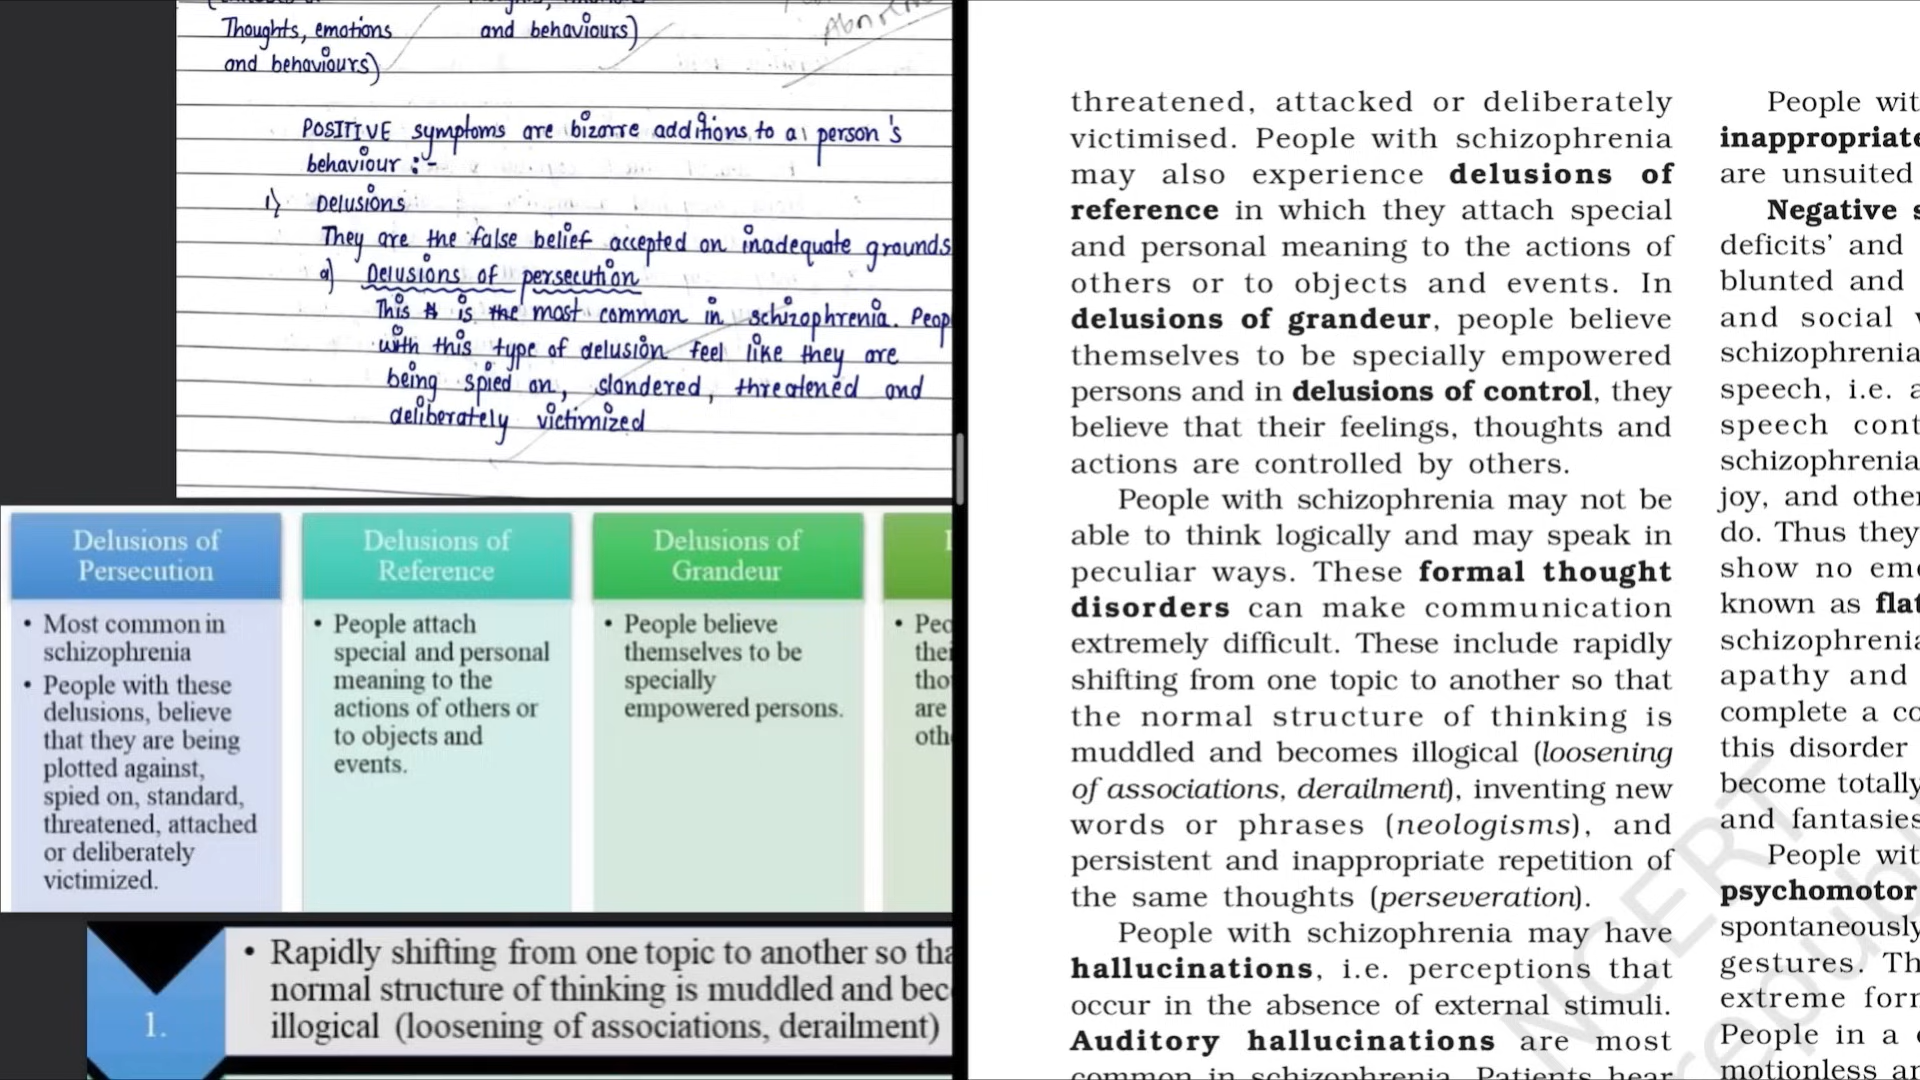 Thoughts, emotions and behaviours)
and behaviours)
POSITIVE symptoms are bizarre additions to a person's
behaviour :-
1) Delusions
They are the false belief accepted on inadequate grounds
a) Delusions of persecution
This is the most common in schizophrenia. Peop
with this type of delusion feel like they are
being spied on, slandered, threatened and
deliberately victimized
Delusions of
Persecution
• Most common in
schizophrenia
• People with these
delusions, believe
that they are being
plotted against,
spied on, standard,
threatened, attached
or deliberately
victimized.
Delusions of
Reference
• People attach
special and personal
meaning to the
actions of others or
to objects and
events.
Delusions of
Grandeur
• People believe
themselves to be
specially
empowered persons.
• Peo
thei
tho
are
oth
1.
• Rapidly shifting from one topic to another so tha
normal structure of thinking is muddled and bec
illogical (loosening of associations, derailment)
threatened, attacked or deliberately
victimised. People with schizophrenia
may also experience delusions of
reference in which they attach special
and personal meaning to the actions of
others or to objects and events. In
delusions of grandeur, people believe
themselves to be specially empowered
persons and in delusions of control, they
believe that their feelings, thoughts and
actions are controlled by others.
People with schizophrenia may not be
able to think logically and may speak in
peculiar ways. These formal thought
disorders can make communication
extremely difficult. These include rapidly
shifting from one topic to another so that
the normal structure of thinking is
muddled and becomes illogical (loosening
of associations, derailment), inventing new
words or phrases (neologisms), and
persistent and inappropriate repetition of
the same thoughts (perseveration).
People with schizophrenia may have
hallucinations, i.e. perceptions that
occur in the absence of external stimuli.
Auditory hallucinations are most
common in schizophrenia. Patients hear
People wit
inappropriate
are unsuited
Negative s
deficits' and
blunted and
and social
schizophrenia
speech, i.e. a
speech cont
schizophrenia
joy, and other
do. Thus they
show no emo
known as flat
schizophrenia
apathy and
complete a co
this disorder
become totally
and fantasies
People wit
psychomotor
spontaneously
gestures. Th
extreme form
People in a
motionless an
NCERT
republ